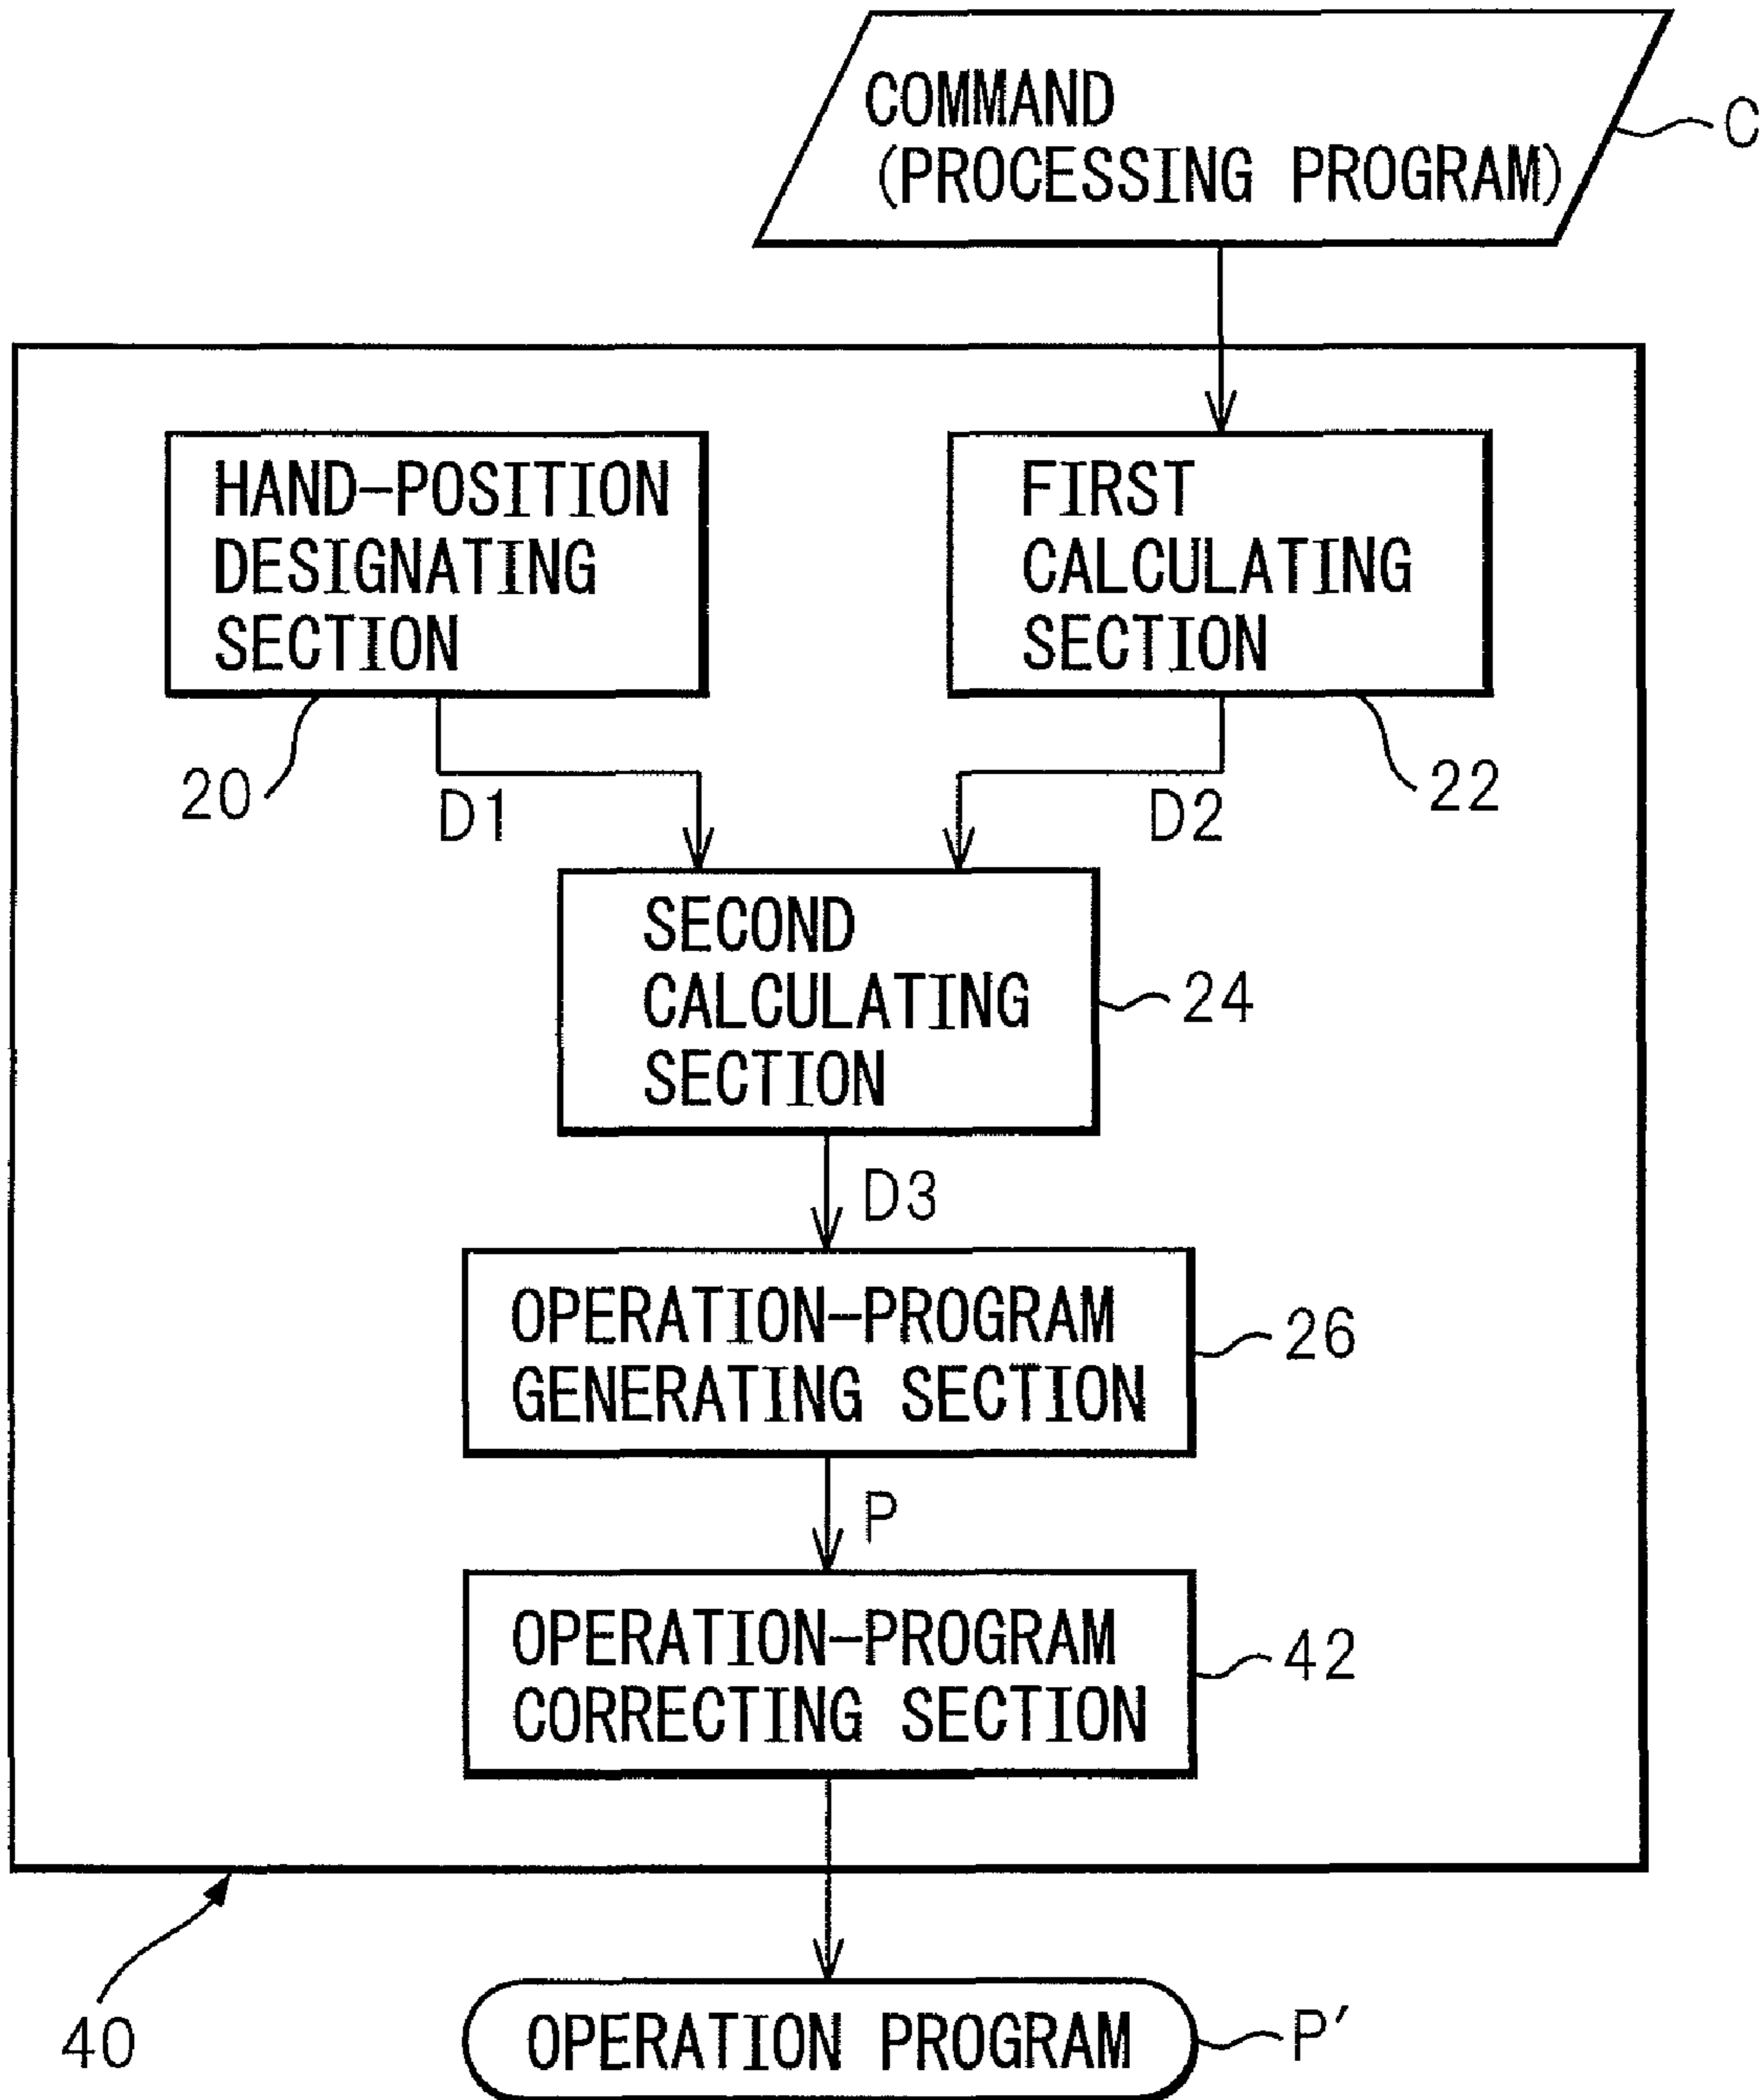 COMMAND
(PROCESSING PROGRAM)
C
HAND-POSITION
DESIGNATING
SECTION
FIRST
CALCULATING
SECTION
20
D1
D2
22
SECOND
CALCULATING
SECTION
24
D3
OPERATION-PROGRAM
GENERATING SECTION
26
P
OPERATION-PROGRAM
CORRECTING SECTION
42
40
OPERATION PROGRAM
P'